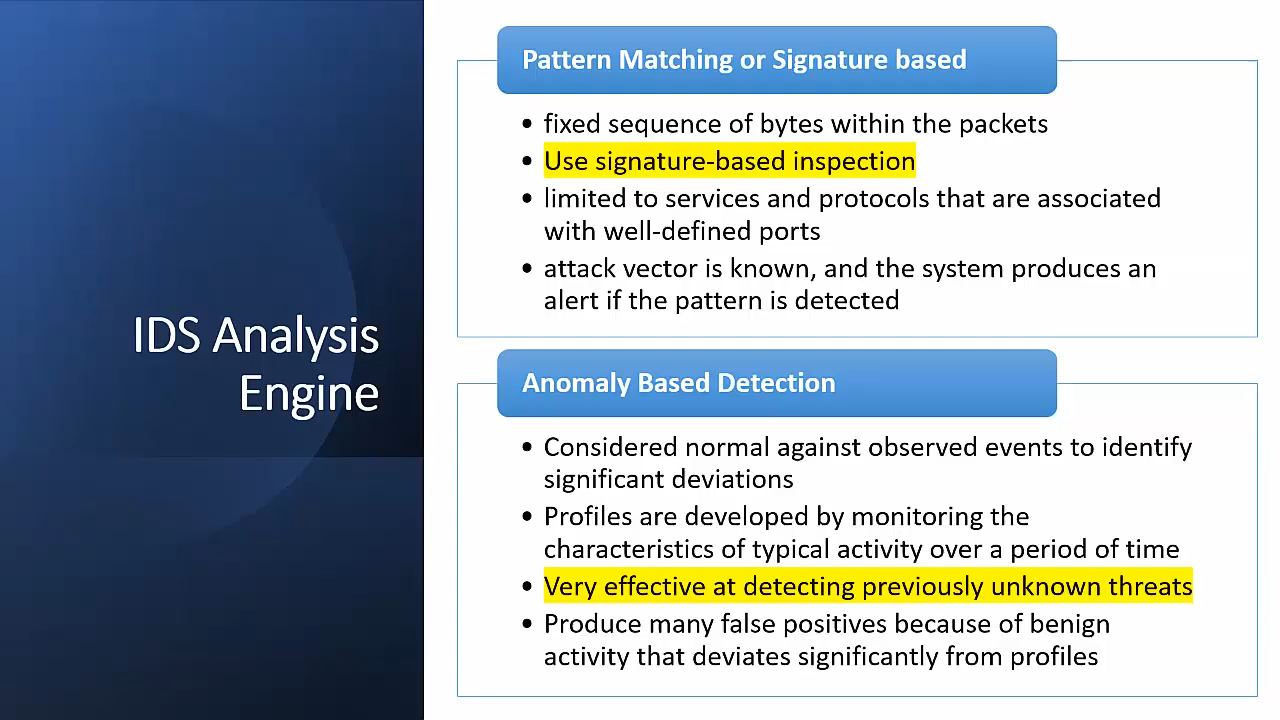 IDS Analysis
Engine
Pattern Matching or Signature based
• fixed sequence of bytes within the packets
• Use signature-based inspection
• limited to services and protocols that are associated
with well-defined ports
• attack vector is known, and the system produces an
alert if the pattern is detected
Anomaly Based Detection
• Considered normal against observed events to identify
significant deviations
• Profiles are developed by monitoring the
characteristics of typical activity over a period of time
• Very effective at detecting previously unknown threats
• Produce many false positives because of benign
activity that deviates significantly from profiles